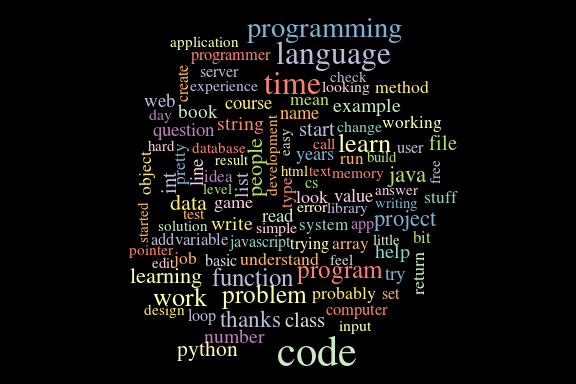 programming
application
language
programmer
server
check
create
experience
time
looking
method
web
book
course
mean
example
day
string
name
question
start
change
working
hard
database
people
development
easy
call
learn
user
file
pretty
line
result
years
run
build
object
int
idea
list
html
text
memory
java
free
level
type
cs
look
value
answer
stuff
data
game
error
library
writing
started
test
write
read
project
solution
simple
system
app
add
variable
javascript
trying
array
little
help
bit
pointer
edit
job
basic
understand
feel
return
learning
function
program
try
work
problem
probably
set
design
loop
thanks
class
computer
input
number
python
code